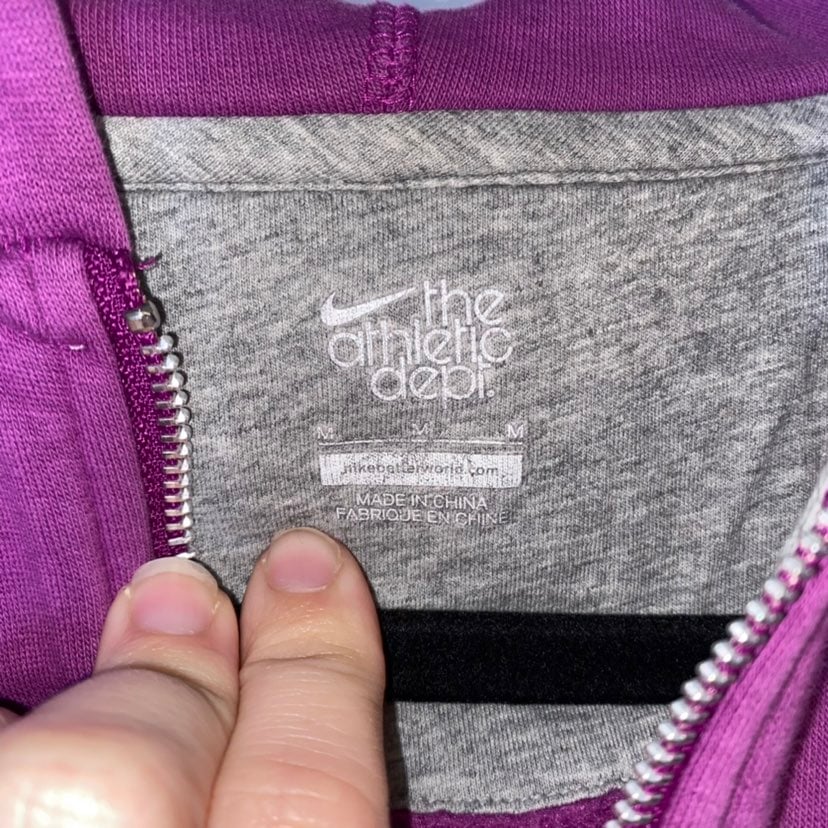 the
athletic
dept.
M M M
nikebetterworld.com
MADE IN CHINA
FABRIQUE EN CHINE